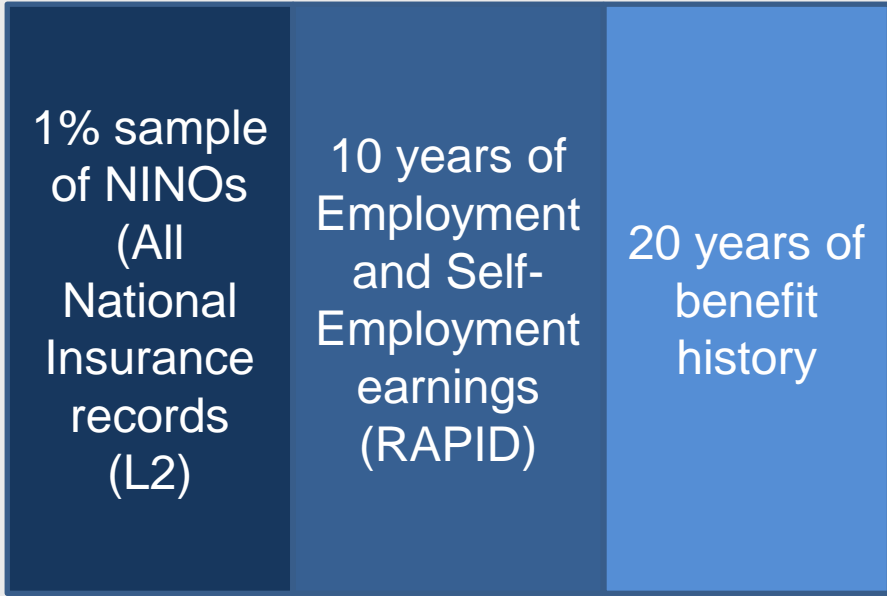 1% sample
of NINOs
(All
National
Insurance
records
(L2)
10 years of
Employment
and Self-
Employment
earnings
(RAPID)
20 years of
benefit
history